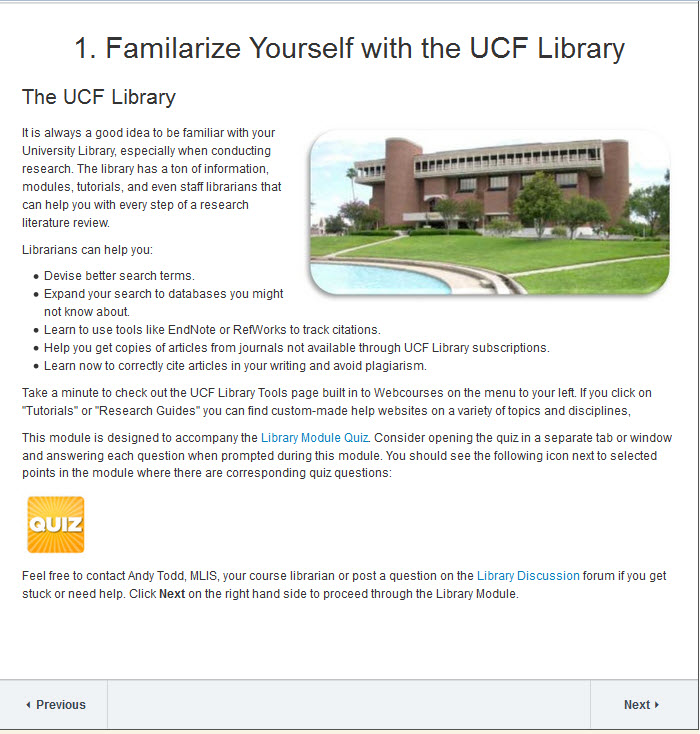 1. Familarize Yourself with the UCF Library
The UCF Library
It is always a good idea to be familiar with your
University Library, especially when conducting
research. The library has a ton of information,
modules, tutorials, and even staff librarians that
can help you with every step of a research
literature review.
Librarians can help you:
• Devise better search terms.
• Expand your search to databases you might
not know about.
• Learn to use tools like EndNote or RefWorks to track citations.
• Help you get copies of articles from journals not available through UCF Library subscriptions.
• Learn now to correctly cite articles in your writing and avoid plagiarism.
Take a minute to check out the UCF Library Tools page built in to Webcourses on the menu to your left. If you click on
"Tutorials" or "Research Guides" you can find custom-made help websites on a variety of topics and disciplines,
This module is designed to accompany the Library Module Quiz. Consider opening the quiz in a separate tab or window
and answering each question when prompted during this module. You should see the following icon next to selected
points in the module where there are corresponding quiz questions:
QUIZ
Feel free to contact Andy Todd, MLIS, your course librarian or post a question on the Library Discussion forum if you get
stuck or need help. Click Next on the right hand side to proceed through the Library Module.
Previous
Next